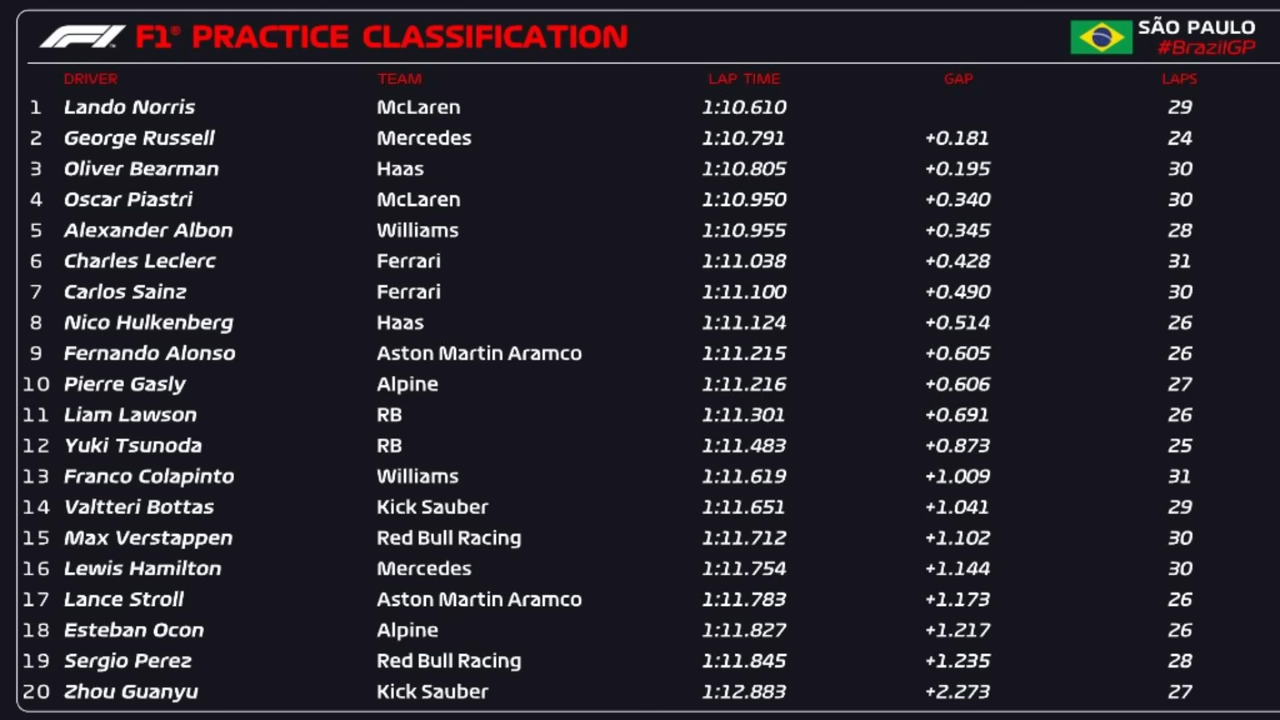 F1® PRACTICE CLASSIFICATION
SÃO PAULO
#BrazilGP
DRIVER TEAM LAP TIME GAP LAPS
1 Lando Norris McLaren 1:10.610 29
2 George Russell Mercedes 1:10.791 +0.181 24
3 Oliver Bearman Haas 1:10.805 +0.195 30
4 Oscar Piastri McLaren 1:10.950 +0.340 30
5 Alexander Albon Williams 1:10.955 +0.345 28
6 Charles Leclerc Ferrari 1:11.038 +0.428 31
7 Carlos Sainz Ferrari 1:11.100 +0.490 30
8 Nico Hulkenberg Haas 1:11.124 +0.514 26
9 Fernando Alonso Aston Martin Aramco 1:11.215 +0.605 26
10 Pierre Gasly Alpine 1:11.216 +0.606 27
11 Liam Lawson RB 1:11.301 +0.691 26
12 Yuki Tsunoda RB 1:11.483 +0.873 25
13 Franco Colapinto Williams 1:11.619 +1.009 31
14 Valtteri Bottas Kick Sauber 1:11.651 +1.041 29
15 Max Verstappen Red Bull Racing 1:11.712 +1.102 30
16 Lewis Hamilton Mercedes 1:11.754 +1.144 30
17 Lance Stroll Aston Martin Aramco 1:11.783 +1.173 26
18 Esteban Ocon Alpine 1:11.827 +1.217 26
19 Sergio Perez Red Bull Racing 1:11.845 +1.235 28
20 Zhou Guanyu Kick Sauber 1:12.883 +2.273 27